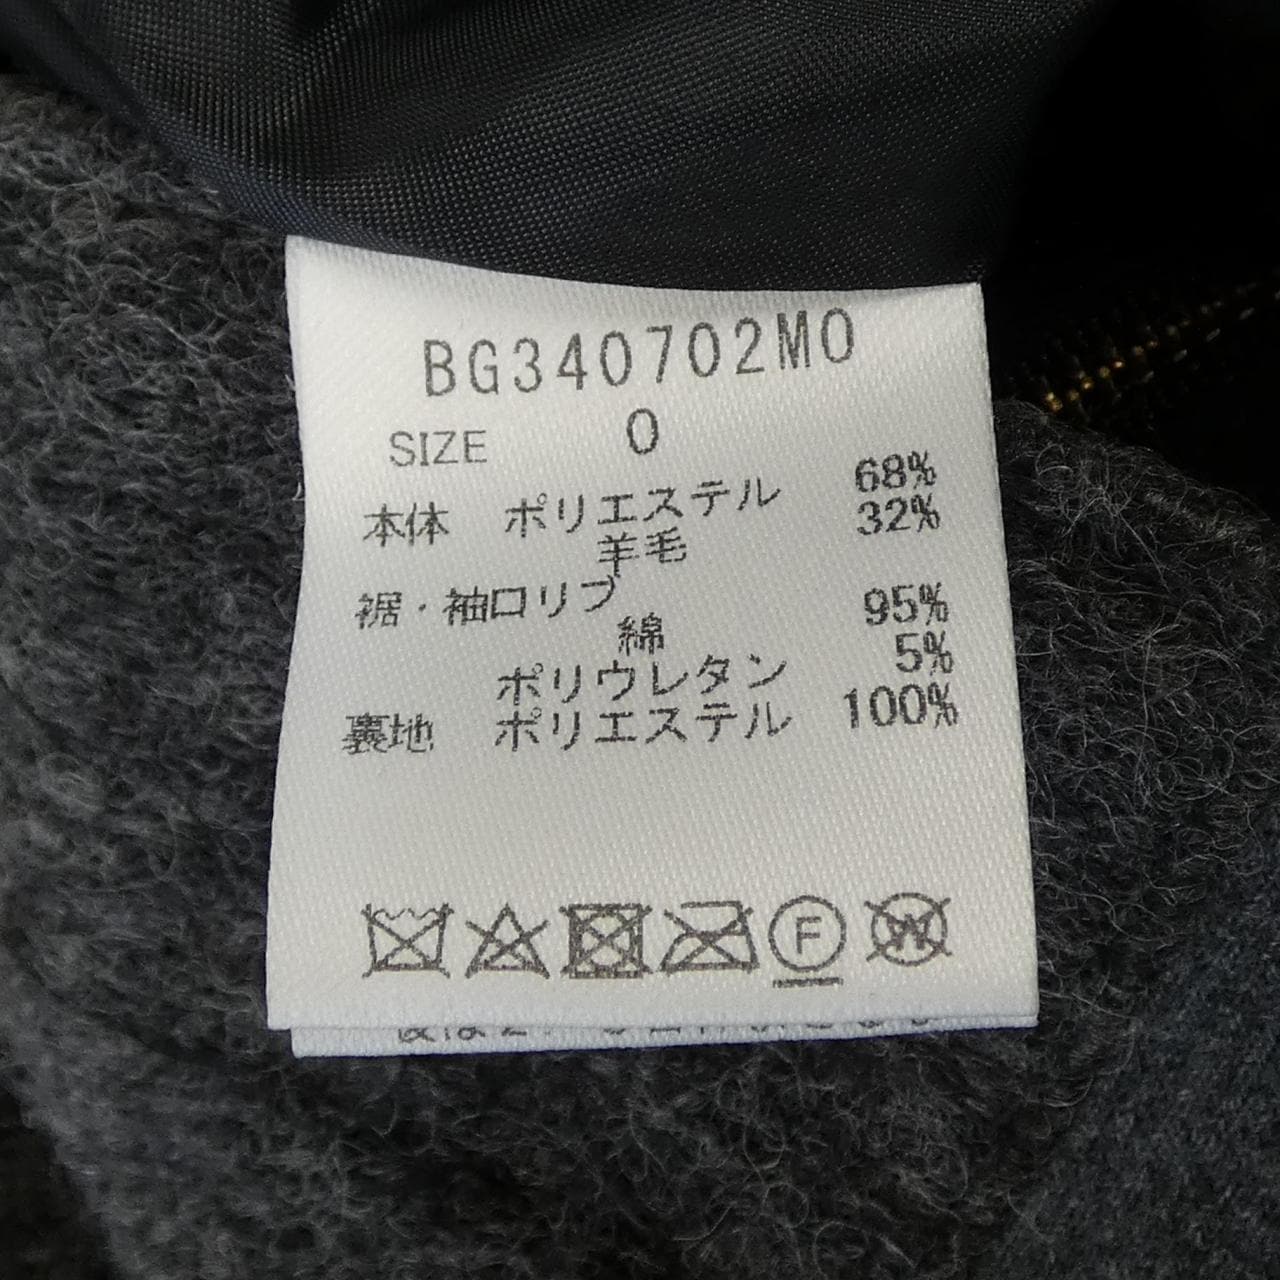 BG340702MO
SIZE 0
本体 ポリエステル 68%
羊毛 32%
裾・袖口リブ
綿 95%
ポリウレタン 5%
裏地 ポリエステル 100%
F
W